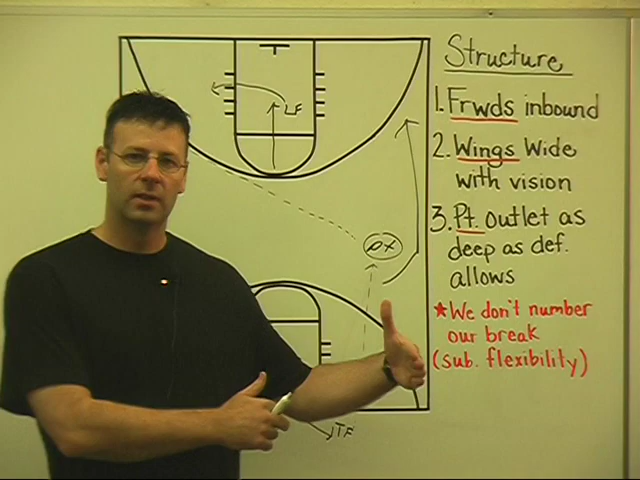 Structure
1. Frwds inbound
2. Wings Wide
with vision
3. Pt. outlet as
deep as def.
allows
★We don't number
our break
(sub. flexibility)
LF
TF